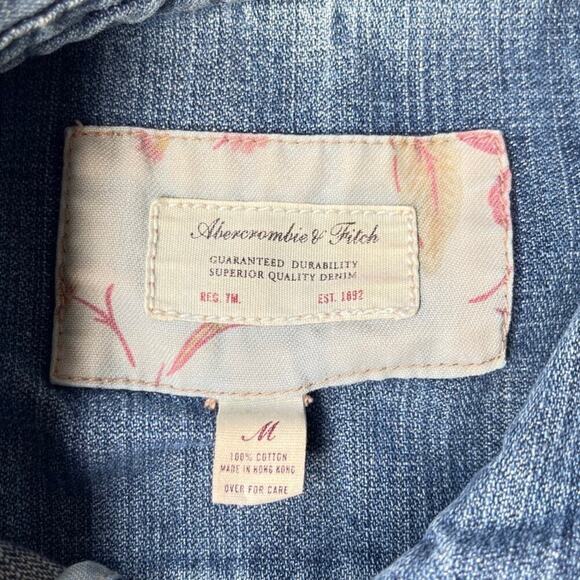 Abercrombie & Fitch
GUARANTEED DURABILITY
SUPERIOR QUALITY DENIM
REG. TM. EST. 1892
M
100% COTTON
MADE IN HONG KONG
OVER FOR CARE